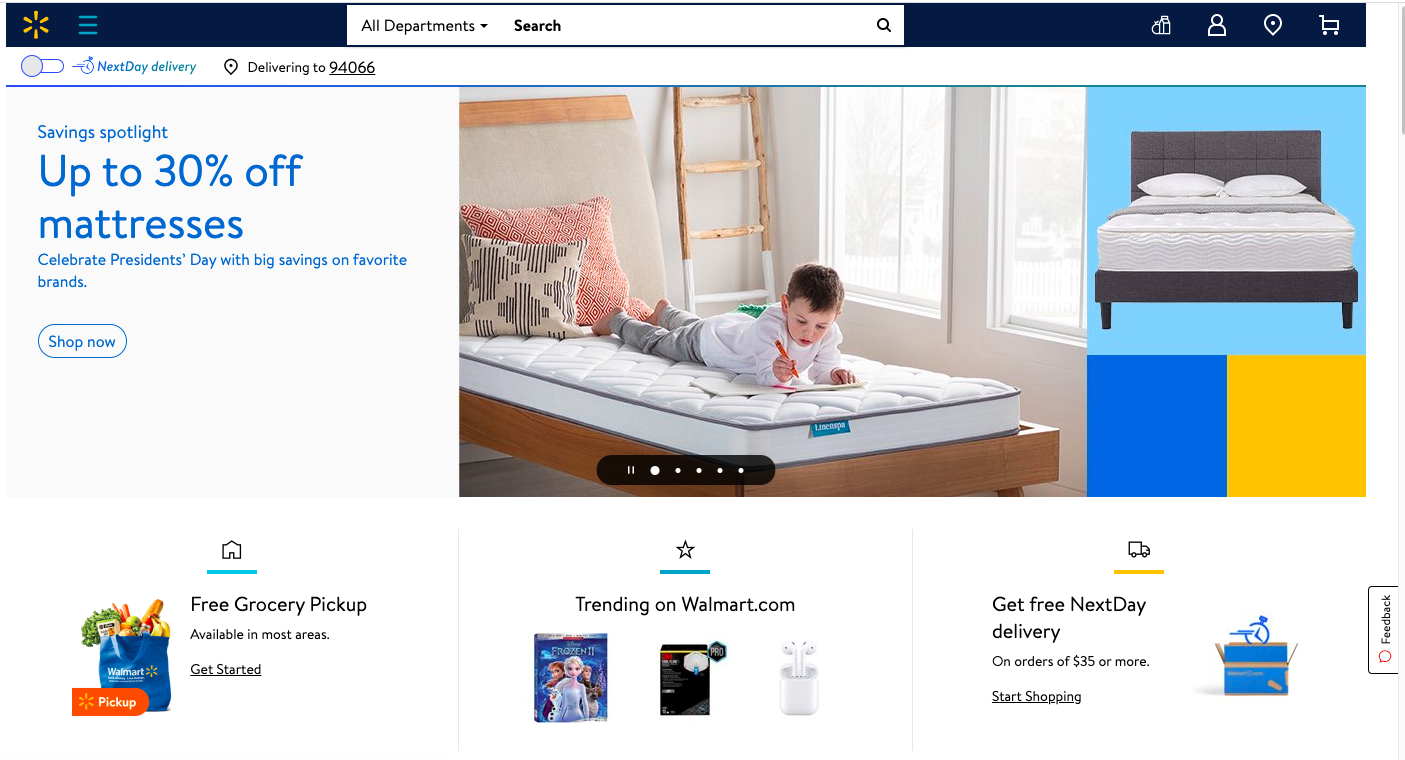 All Departments
Search
NextDay delivery
Delivering to 94066
Savings spotlight
Up to 30% off
mattresses
Celebrate Presidents’ Day with big savings on favorite
brands.
Shop now
Linenspa
Free Grocery Pickup
Available in most areas.
Get Started
Walmart
Pickup
Trending on Walmart.com
Disney
FROZEN II
PRO
Get free NextDay
delivery
On orders of $35 or more.
Start Shopping
Feedback